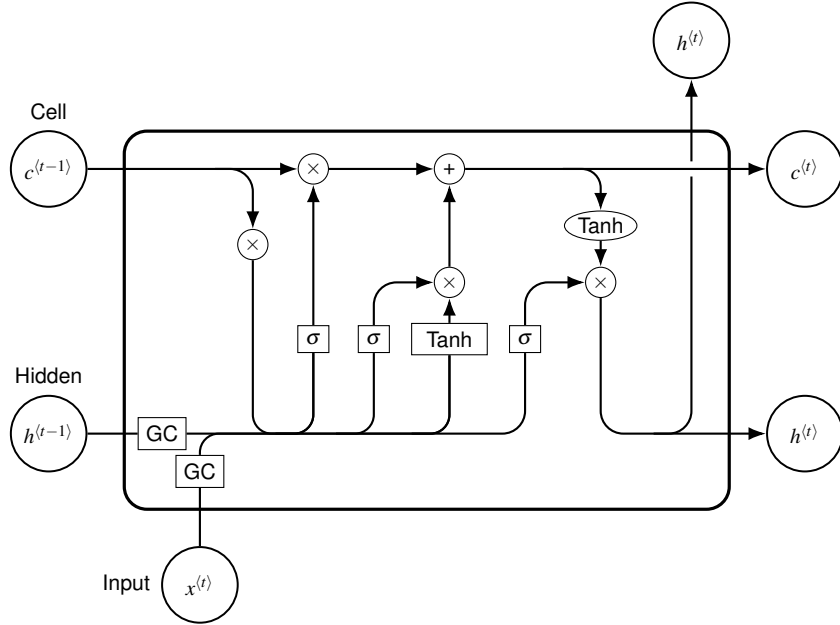 h⟨t⟩
Cell
c⟨t−1⟩
×
+
c⟨t⟩
Tanh
×
×
×
σ
σ
Tanh
σ
Hidden
h⟨t−1⟩
GC
h⟨t⟩
GC
Input
x⟨t⟩